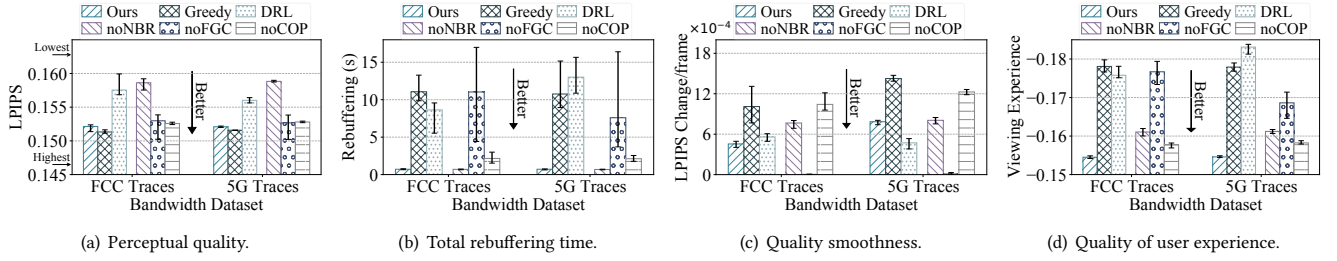 Ours Greedy DRL
noNBR noFGC noCOP
Lowest
0.160
0.155
0.150
Highest
0.145
LPIPS
Better
FCC Traces 5G Traces
Bandwidth Dataset
(a) Perceptual quality.
Ours Greedy DRL
noNBR noFGC noCOP
15
10
5
0
Rebuffering (s)
Better
FCC Traces 5G Traces
Bandwidth Dataset
(b) Total rebuffering time.
×10⁻⁴
Ours Greedy DRL
noNBR noFGC noCOP
18
12
6
0
LPIPS Change/frame
Better
FCC Traces 5G Traces
Bandwidth Dataset
(c) Quality smoothness.
Ours Greedy DRL
noNBR noFGC noCOP
−0.18
−0.17
−0.16
−0.15
Viewing Experience
Better
FCC Traces 5G Traces
Bandwidth Dataset
(d) Quality of user experience.